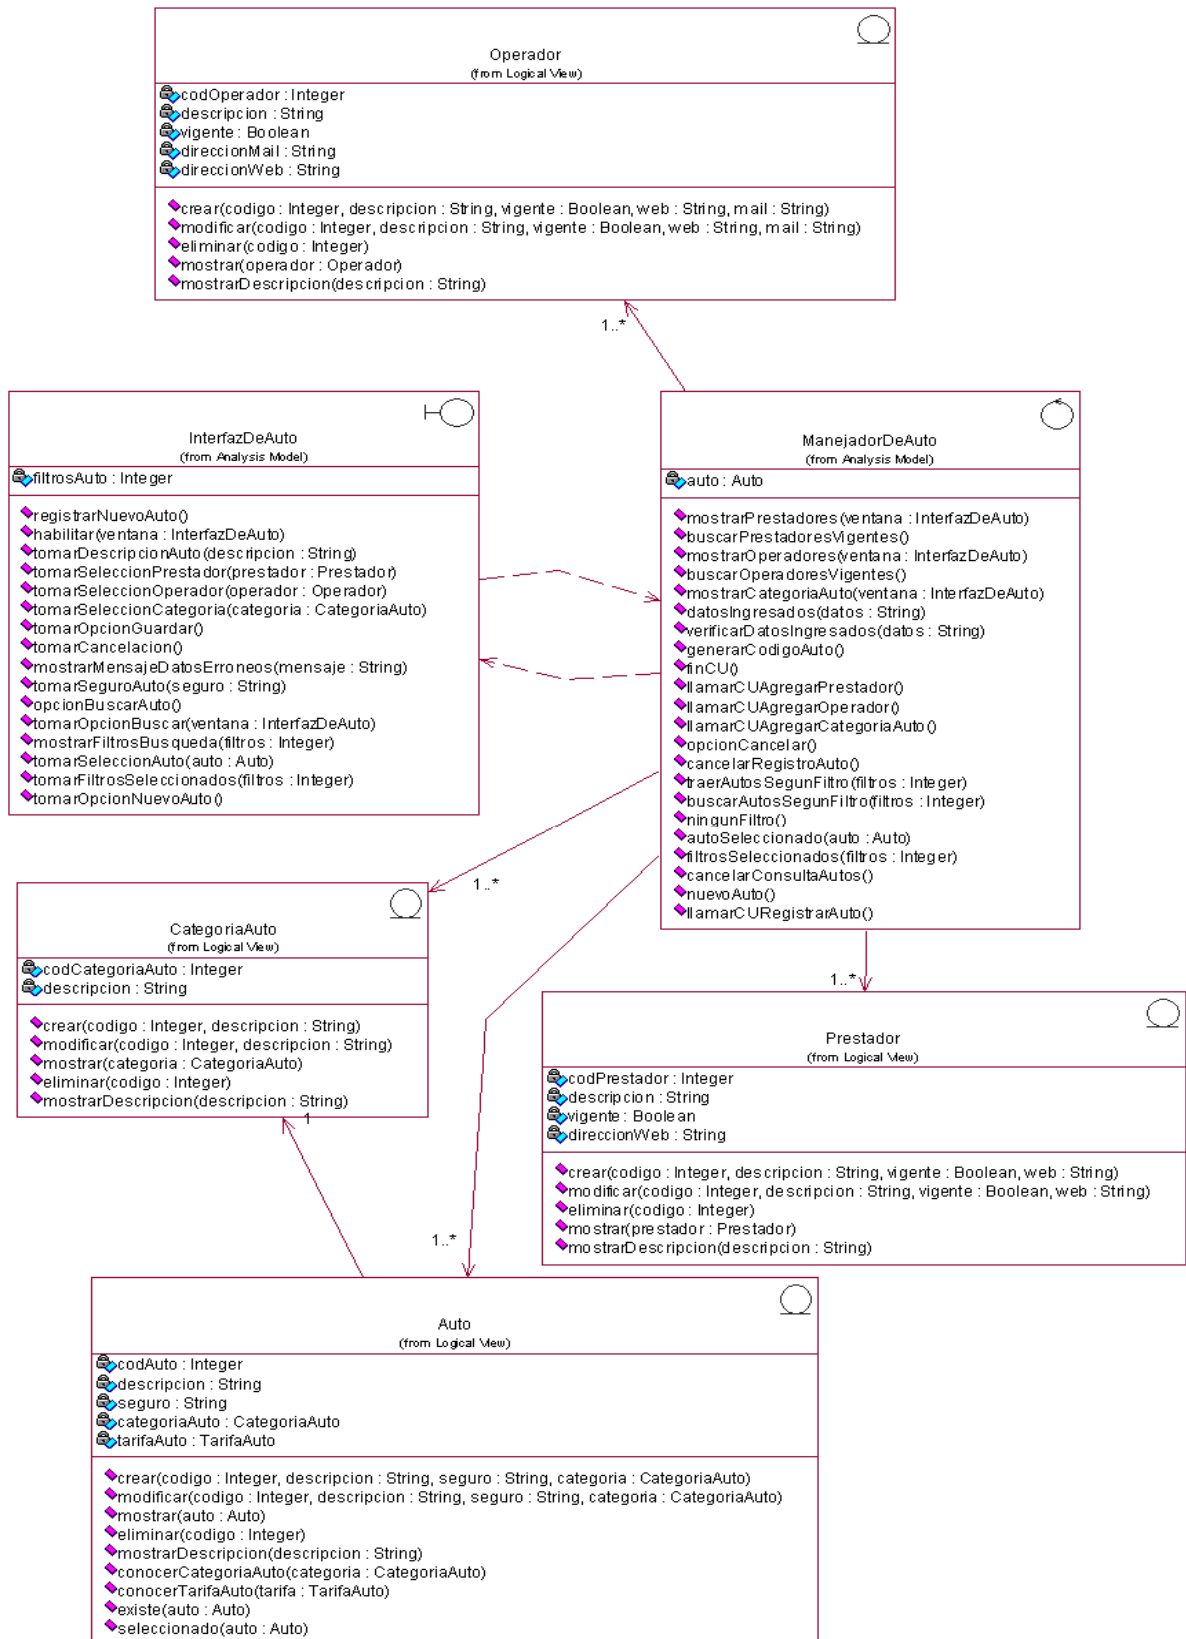 Operador
(from Logical View)
codOperador : Integer
descripcion : String
vigente : Boolean
direccionMail : String
direccionWeb : String
crear(codigo : Integer, descripcion : String, vigente : Boolean, web : String, mail : String)
modificar(codigo : Integer, descripcion : String, vigente : Boolean, web : String, mail : String)
eliminar(codigo : Integer)
mostrar(operador : Operador)
mostrarDescripcion(descripcion : String)
1..*
InterfazDeAuto
(from Analysis Model)
filtrosAuto : Integer
registrarNuevoAuto()
habilitar(ventana : InterfazDeAuto)
tomarDescripcionAuto(descripcion : String)
tomarSeleccionPrestador(prestador : Prestador)
tomarSeleccionOperador(operador : Operador)
tomarSeleccionCategoria(categoria : CategoriaAuto)
tomarOpcionGuardar()
tomarCancelacion()
mostrarMensajeDatosErroneos(mensaje : String)
tomarSeguroAuto(seguro : String)
opcionBuscarAuto()
tomarOpcionBuscar(ventana : InterfazDeAuto)
mostrarFiltrosBusqueda(filtros : Integer)
tomarSeleccionAuto(auto : Auto)
tomarFiltrosSeleccionados(filtros : Integer)
tomarOpcionNuevoAuto()
ManejadorDeAuto
(from Analysis Model)
auto : Auto
mostrarPrestadores(ventana : InterfazDeAuto)
buscarPrestadoresVigentes()
mostrarOperadores(ventana : InterfazDeAuto)
buscarOperadoresVigentes()
mostrarCategoriaAuto(ventana : InterfazDeAuto)
datosIngresados(datos : String)
verificarDatosIngresados(datos : String)
generarCodigoAuto()
finCU()
llamarCUAgregarPrestador()
llamarCUAgregarOperador()
llamarCUAgregarCategoriaAuto()
opcionCancelar()
cancelarRegistroAuto()
traerAutosSegunFiltro(filtros : Integer)
buscarAutosSegunFiltro(filtros : Integer)
ningunFiltro()
autoSeleccionado(auto : Auto)
filtrosSeleccionados(filtros : Integer)
cancelarConsultaAutos()
nuevoAuto()
llamarCURegistrarAuto()
1..*
CategoriaAuto
(from Logical View)
codCategoriaAuto : Integer
descripcion : String
crear(codigo : Integer, descripcion : String)
modificar(codigo : Integer, descripcion : String)
mostrar(categoria : CategoriaAuto)
eliminar(codigo : Integer)
mostrarDescripcion(descripcion : String)
1
1..*
Prestador
(from Logical View)
codPrestador : Integer
descripcion : String
vigente : Boolean
direccionWeb : String
crear(codigo : Integer, descripcion : String, vigente : Boolean, web : String)
modificar(codigo : Integer, descripcion : String, vigente : Boolean, web : String)
eliminar(codigo : Integer)
mostrar(prestador : Prestador)
mostrarDescripcion(descripcion : String)
1..*
Auto
(from Logical View)
codAuto : Integer
descripcion : String
seguro : String
categoriaAuto : CategoriaAuto
tarifaAuto : TarifaAuto
crear(codigo : Integer, descripcion : String, seguro : String, categoria : CategoriaAuto)
modificar(codigo : Integer, descripcion : String, seguro : String, categoria : CategoriaAuto)
mostrar(auto : Auto)
eliminar(codigo : Integer)
mostrarDescripcion(descripcion : String)
conocerCategoriaAuto(categoria : CategoriaAuto)
conocerTarifaAuto(tarifa : TarifaAuto)
existe(auto : Auto)
seleccionado(auto : Auto)